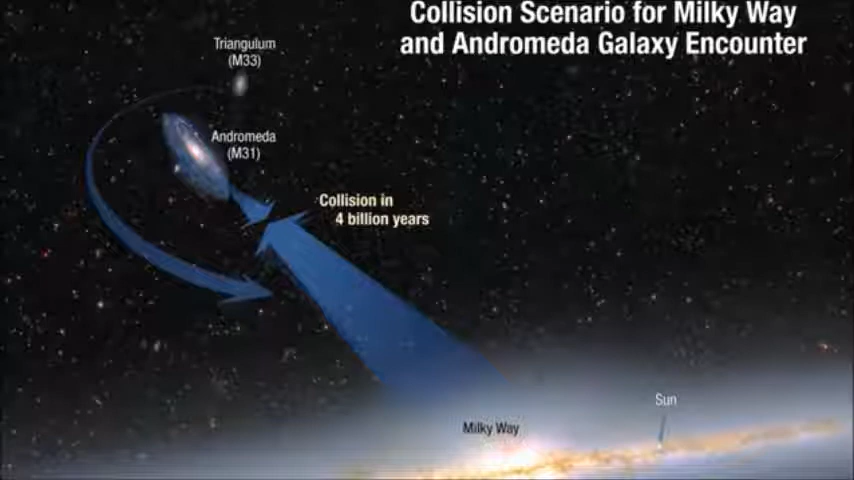 Collision Scenario for Milky Way
and Andromeda Galaxy Encounter
Triangulum
(M33)
Andromeda
(M31)
Collision in
4 billion years
Sun
Milky Way